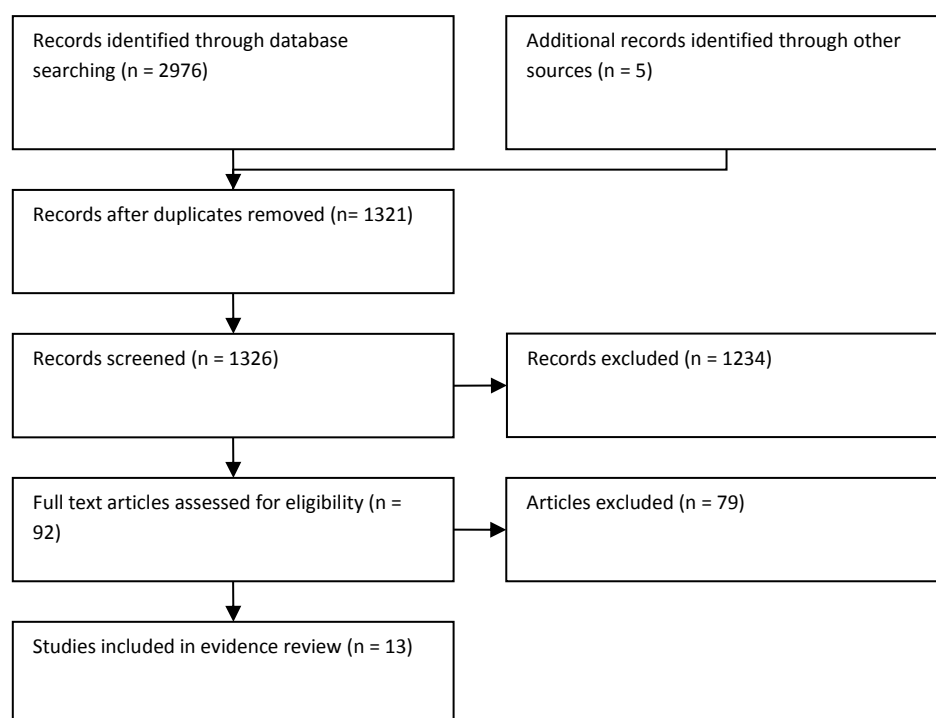 Records identified through database
searching (n = 2976)
Additional records identified through other
sources (n = 5)
Records after duplicates removed (n= 1321)
Records screened (n = 1326)
Records excluded (n = 1234)
Full text articles assessed for eligibility (n =
92)
Articles excluded (n = 79)
Studies included in evidence review (n = 13)